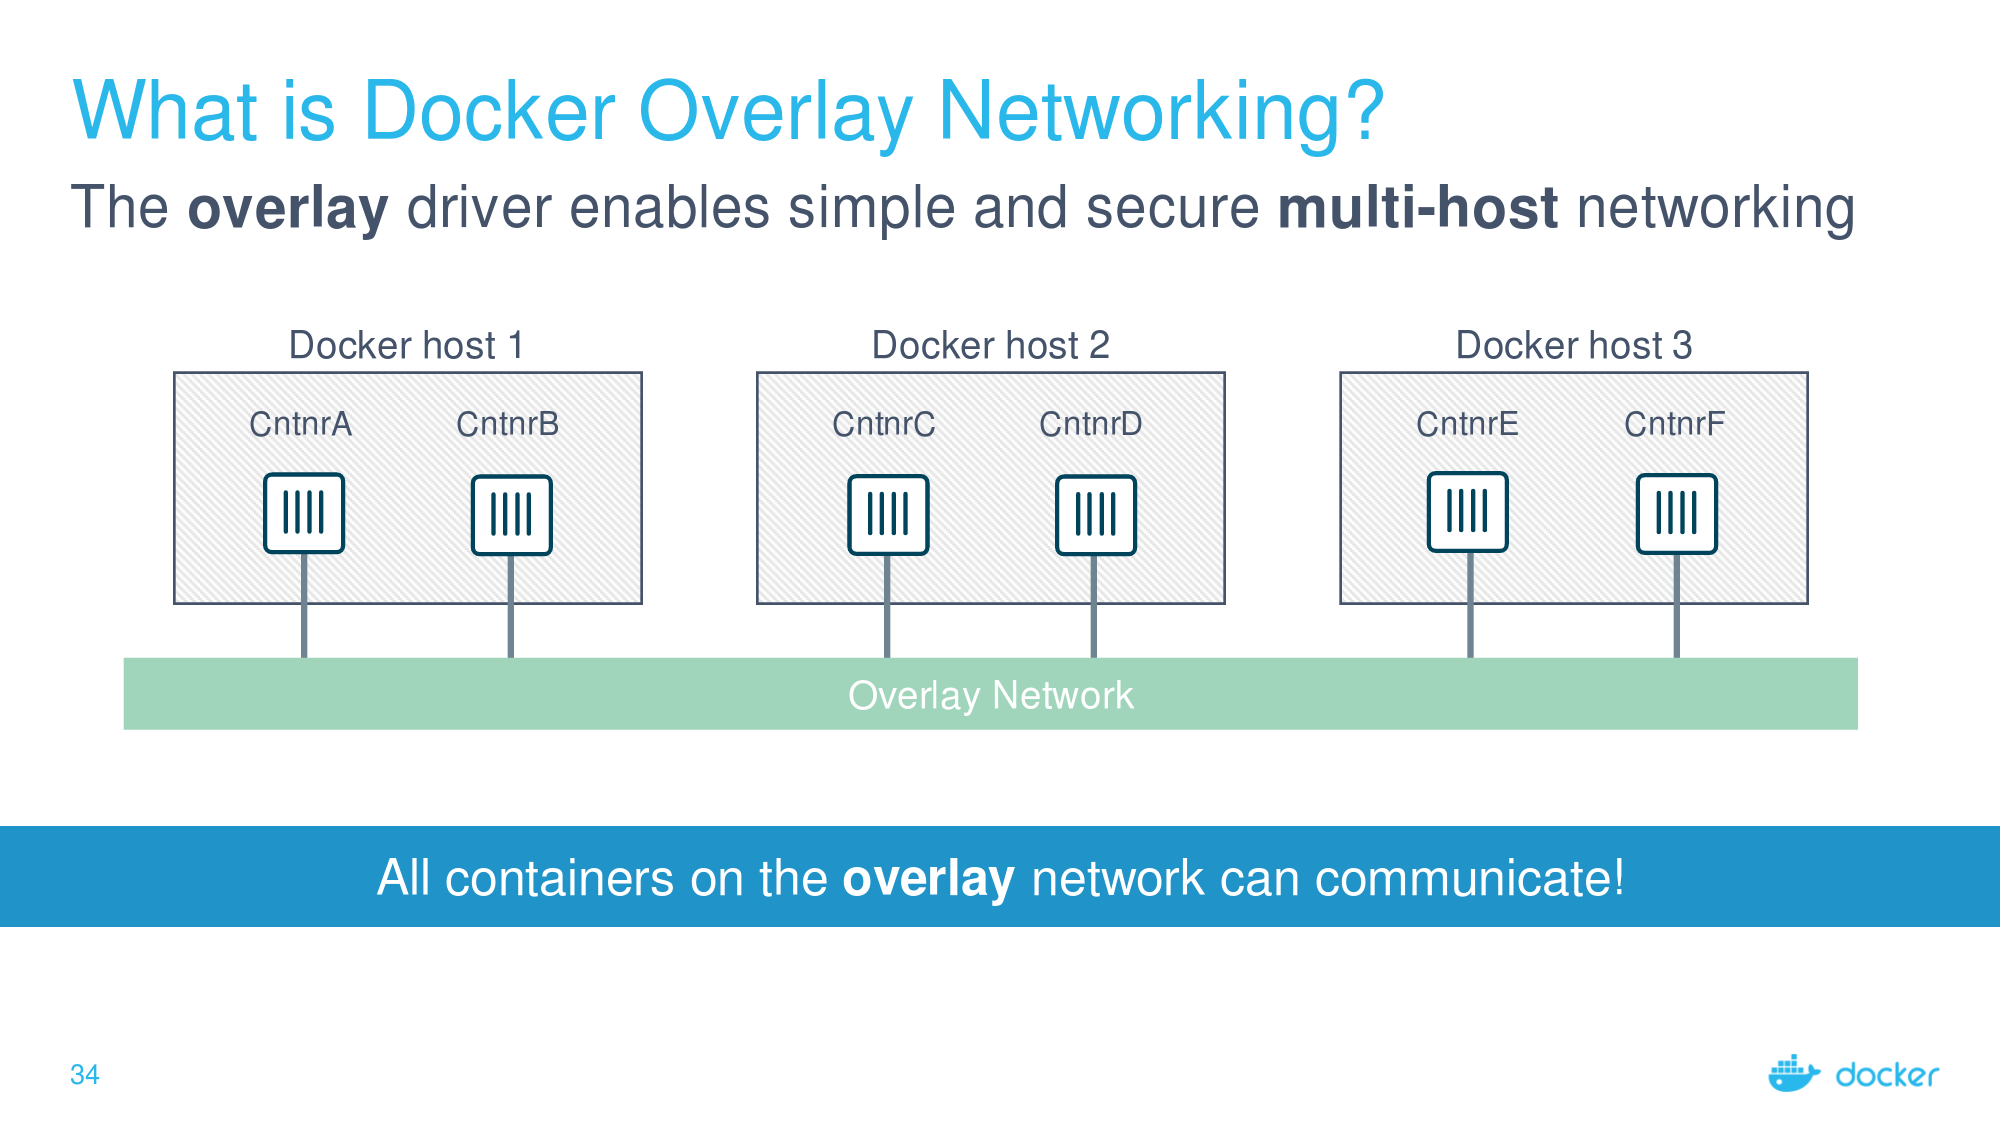 What is Docker Overlay Networking?
The overlay driver enables simple and secure multi-host networking
Docker host 1
Docker host 2
Docker host 3
CntnrA
CntnrB
CntnrC
CntnrD
CntnrE
CntnrF
Overlay Network
All containers on the overlay network can communicate!
34
docker